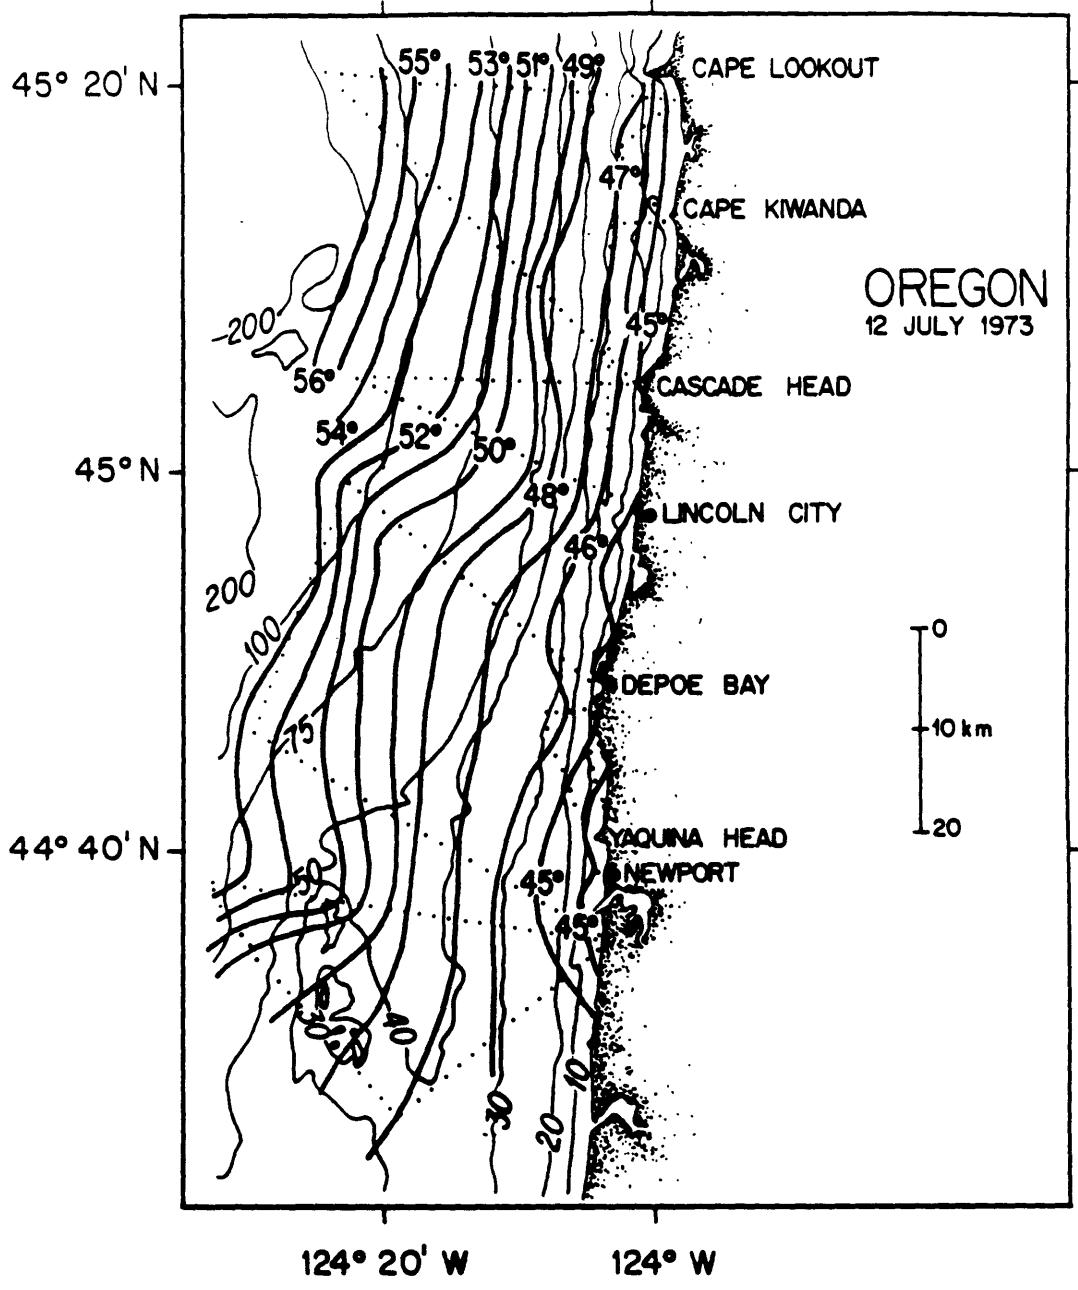 55° 53° 51° 49°
CAPE LOOKOUT
45° 20' N
47°
CAPE KIWANDA
OREGON
12 JULY 1973
200
45°
56°
CASCADE HEAD
54° 52° 50°
45° N
48°
LINCOLN CITY
46°
200
100
0
DEPOE BAY
75
10 km
20
44° 40' N
YAQUINA HEAD
50
45°
NEWPORT
45°
30
40
10
30
20
124° 20' W
124° W